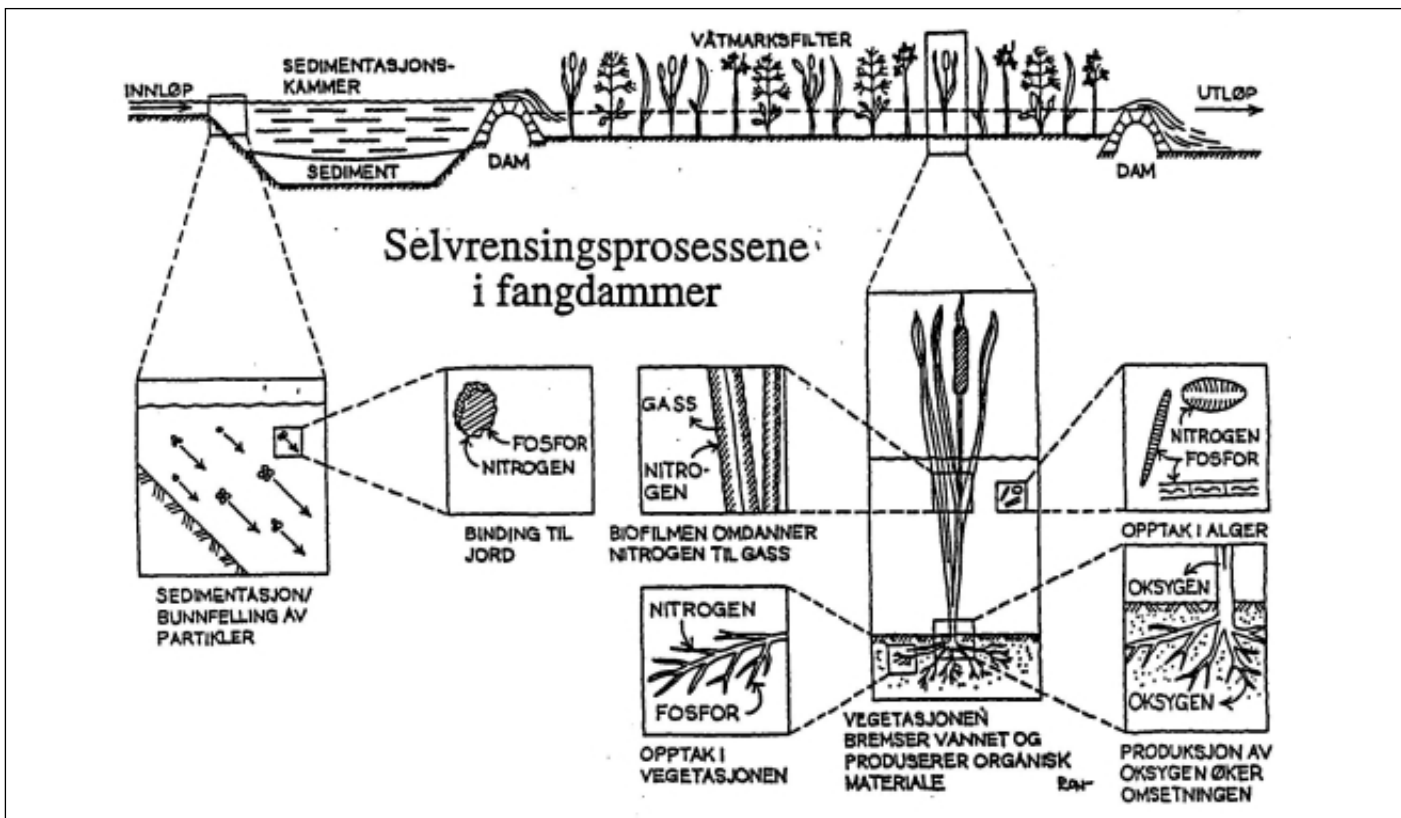 VÅTMARKSFILTER
SEDIMENTASJONS-
KAMMER
INNLØP
UTLØP
DAM
SEDIMENT
DAM
Selvrensingsprosessene
i fangdammer
FOSFOR
NITROGEN
BINDING TIL
JORD
GASS
NITRO-
GEN
BIOFILMEN OMDANNER
NITROGEN TIL GASS
NITROGEN
FOSFOR
OPPTAK I ALGER
SEDIMENTASJON/
BUNNFELLING AV
PARTIKLER
NITROGEN
FOSFOR
OPPTAK I
VEGETASJONEN
VEGETASJONEN
BREMSER VANNET OG
PRODUSERER ORGANISK
MATERIALE
OKSYGEN
OKSYGEN
PRODUKSJON AV
OKSYGEN ØKER
OMSETNINGEN